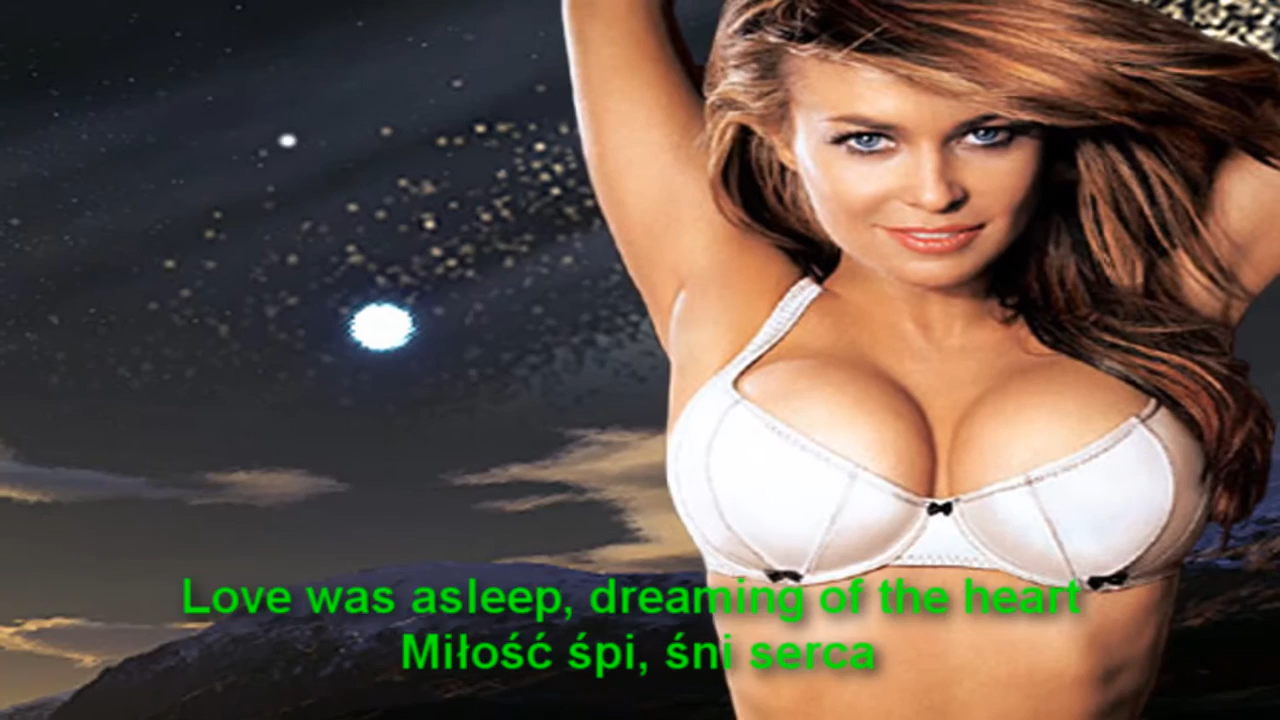 Love was asleep, dreaming of the heart
Miłość śpi, śni serca